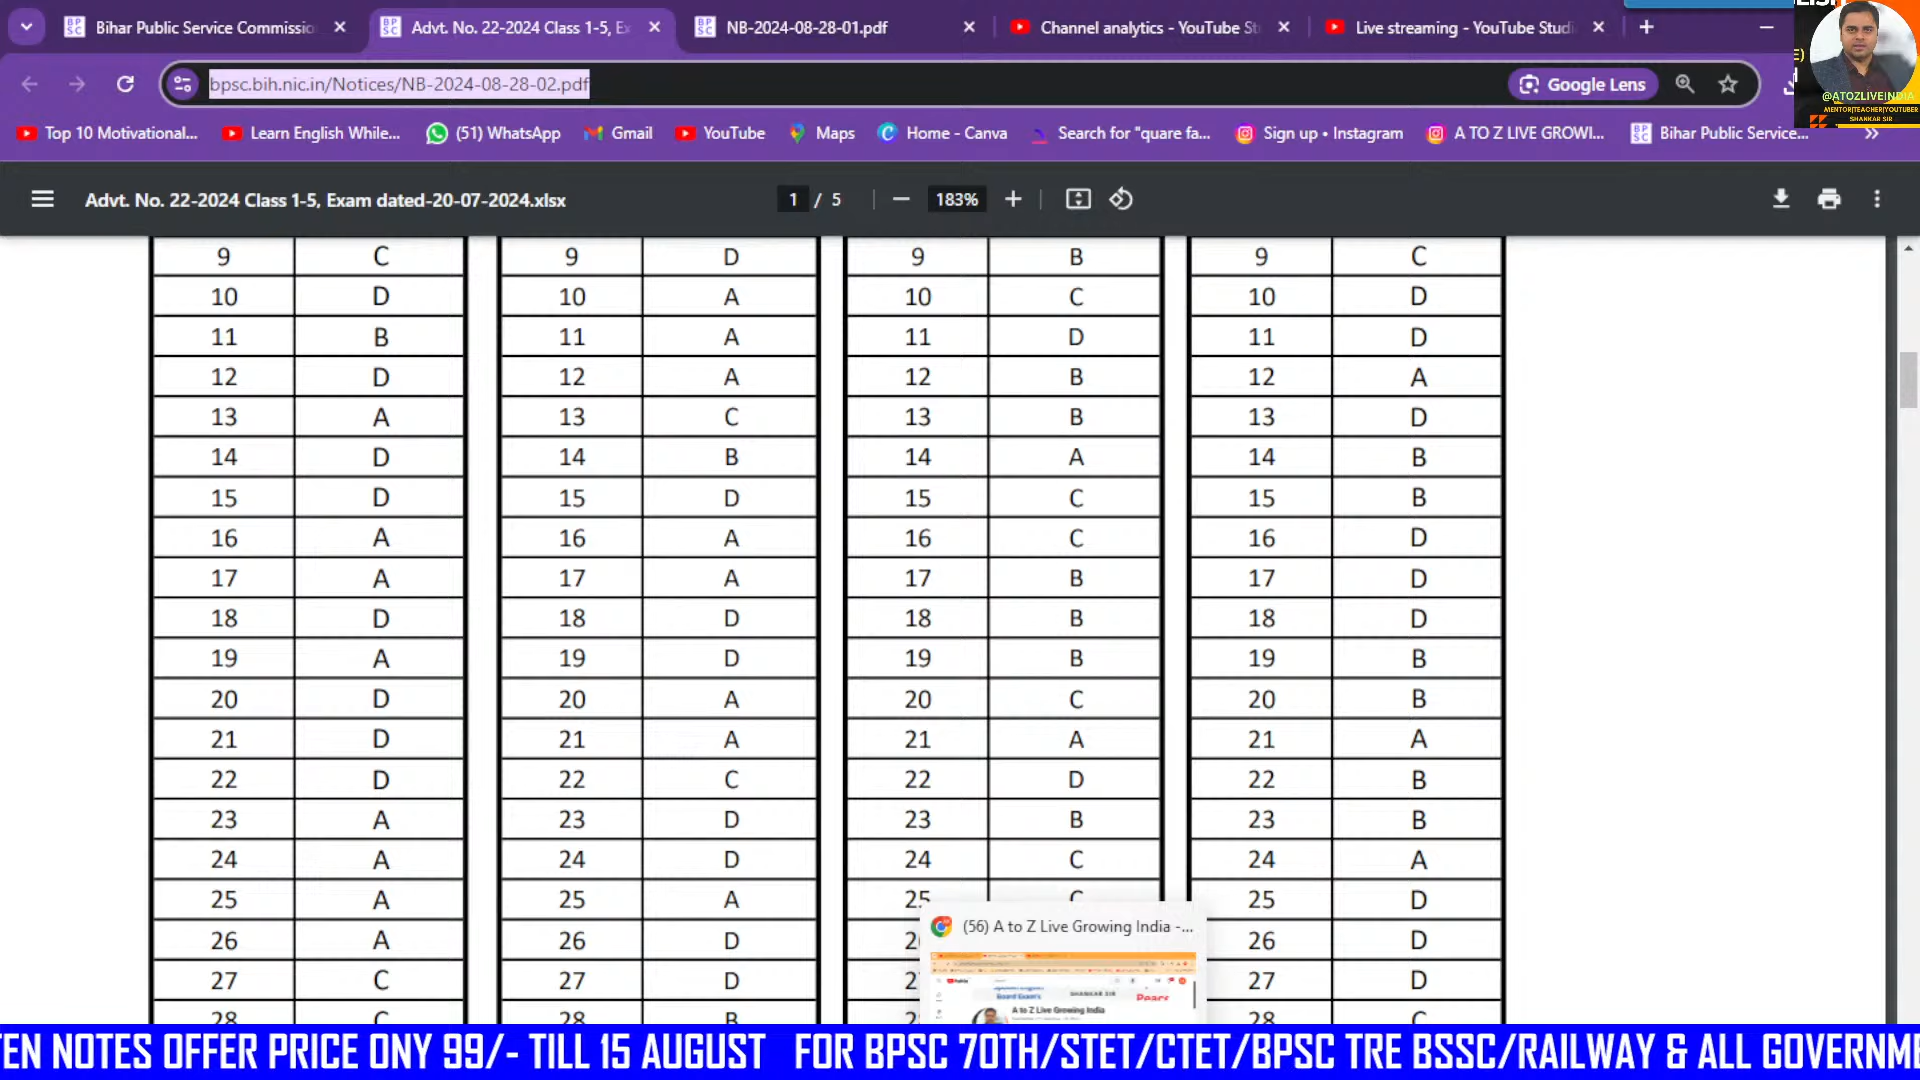 Bihar Public Service Commissio
Advt. No. 22-2024 Class 1-5, Ex
NB-2024-08-28-01.pdf
Channel analytics - YouTube St
Live streaming - YouTube Studi
bpsc.bih.nic.in/Notices/NB-2024-08-28-02.pdf
Google Lens
@ATOZLIVEINDIA
MENTOR|TEACHER|YOUTUBER
SHANKAR SIR
Top 10 Motivational...
Learn English While...
(51) WhatsApp
Gmail
YouTube
Maps
Home - Canva
Search for "quare fa...
Sign up • Instagram
A TO Z LIVE GROWI...
Bihar Public Service...
Advt. No. 22-2024 Class 1-5, Exam dated-20-07-2024.xlsx
1 / 5
183%
9 C 9 D 9 B 9 C
10 D 10 A 10 C 10 D
11 B 11 A 11 D 11 D
12 D 12 A 12 B 12 A
13 A 13 C 13 B 13 D
14 D 14 B 14 A 14 B
15 D 15 D 15 C 15 B
16 A 16 A 16 C 16 D
17 A 17 A 17 B 17 D
18 D 18 D 18 B 18 D
19 A 19 D 19 B 19 B
20 D 20 A 20 C 20 B
21 D 21 A 21 A 21 A
22 D 22 C 22 D 22 B
23 A 23 D 23 B 23 B
24 A 24 D 24 C 24 A
25 A 25 A 25 C 25 D
26 A 26 D 26 D
27 C 27 D 27 D
28 C 28 B 28 C
(56) A to Z Live Growing India -...
SHANKAR SIR
A to Z Live Growing India
TEN NOTES OFFER PRICE ONY 99/- TILL 15 AUGUST FOR BPSC 70TH/STET/CTET/BPSC TRE BSSC/RAILWAY & ALL GOVERNME